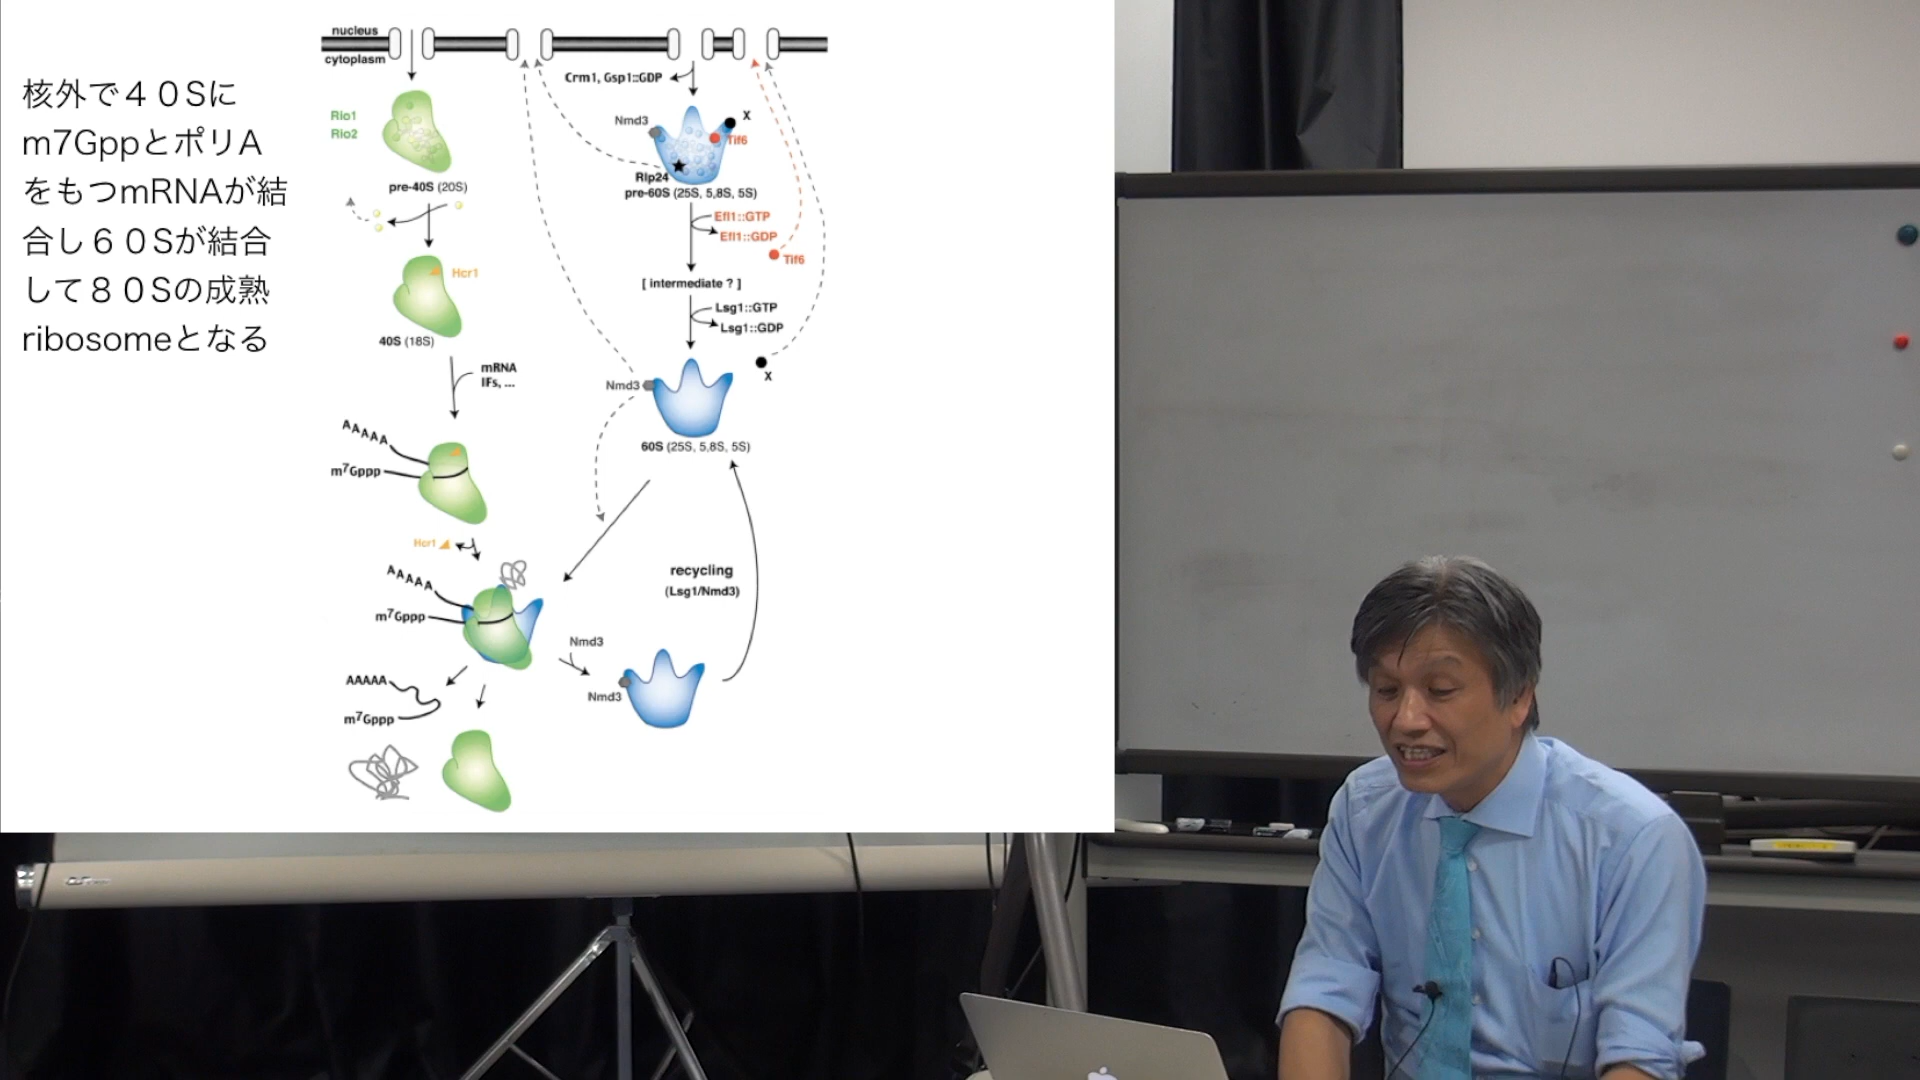 核外で４０Sに
m7GppとポリA
をもつmRNAが結
合し６０Sが結合
して８０Sの成熟
ribosomeとなる
nucleus
cytoplasm
Rio1
Rio2
pre-40S (20S)
Hcr1
40S (18S)
mRNA
IFs, ...
AAAAA
m7Gppp
Hcr1
AAAAA
m7Gppp
AAAAA
m7Gppp
Crm1, Gsp1::GDP
Nmd3
X
Tif6
Rlp24
pre-60S (25S, 5,8S, 5S)
Efl1::GTP
Efl1::GDP
Tif6
[ intermediate ? ]
Lsg1::GTP
Lsg1::GDP
X
Nmd3
60S (25S, 5,8S, 5S)
recycling
(Lsg1/Nmd3)
Nmd3
Nmd3